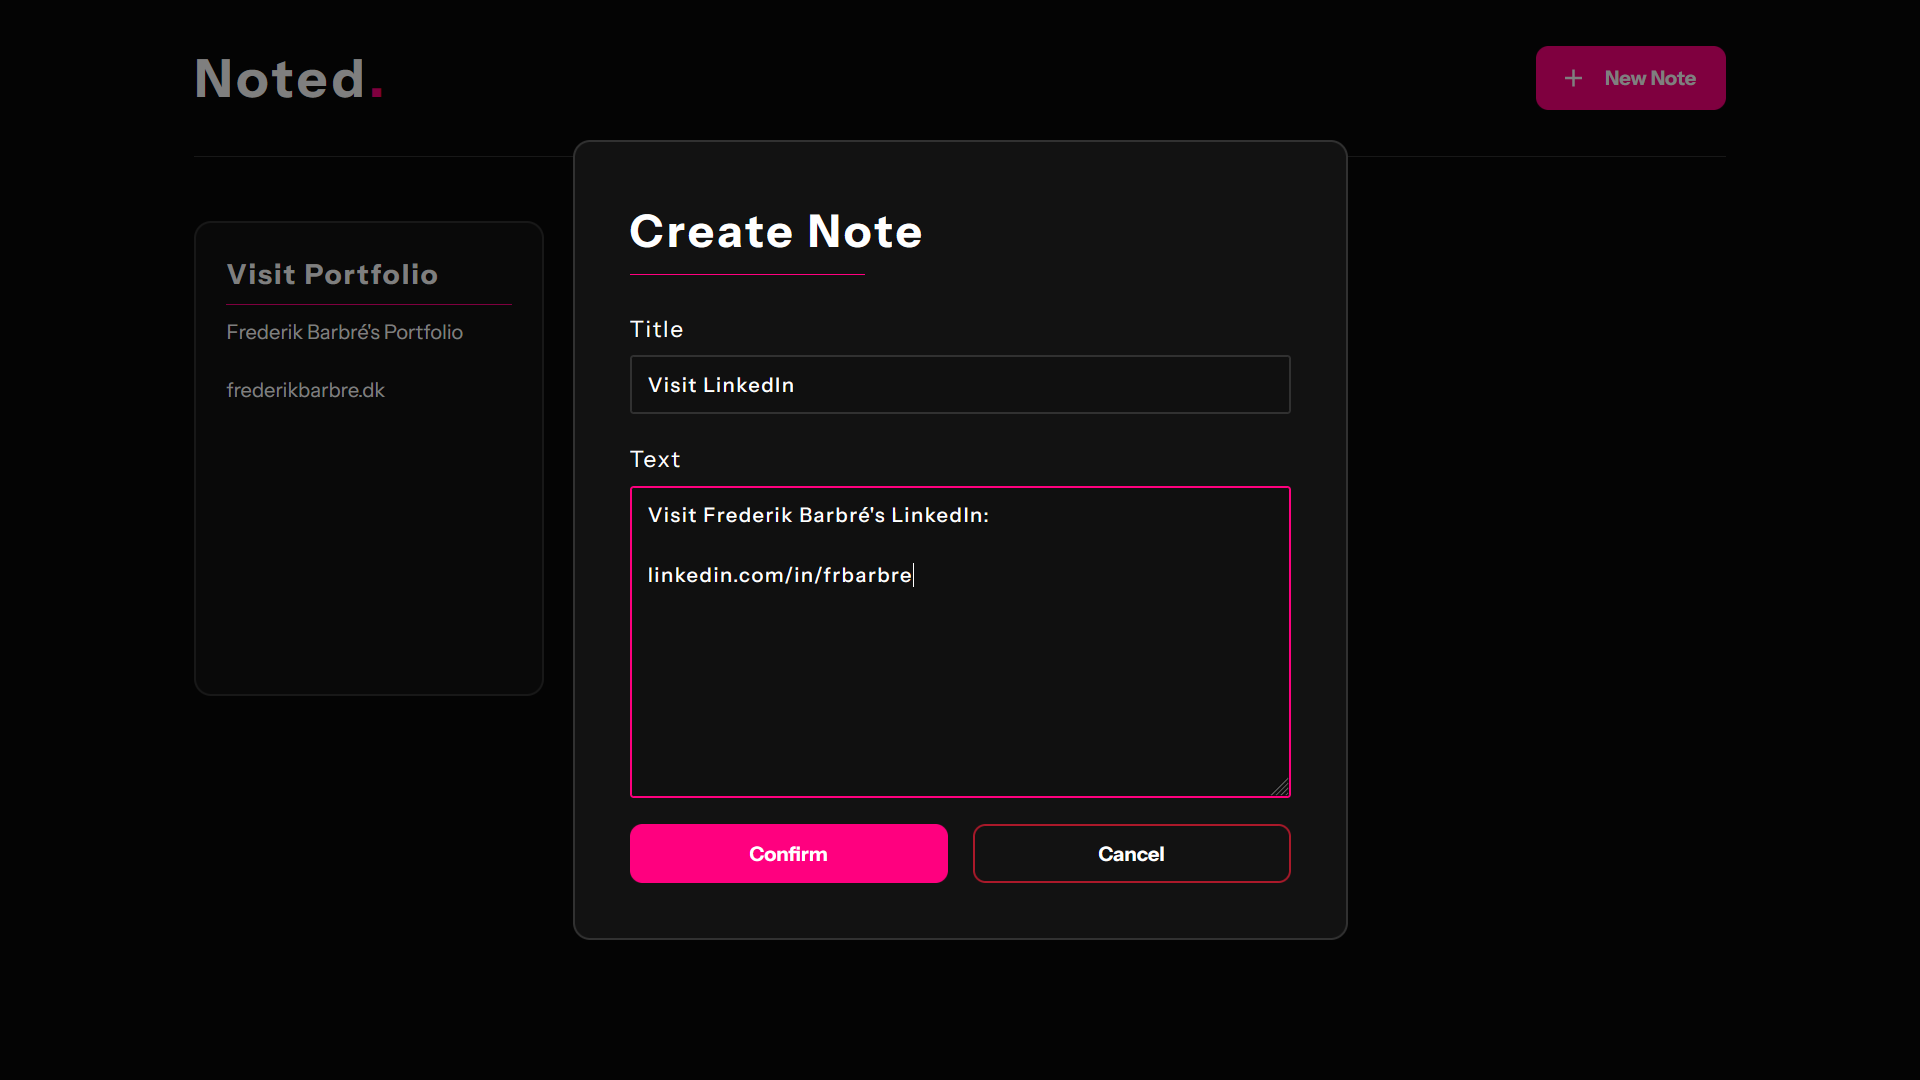 Noted.
+ New Note
Visit Portfolio
Frederik Barbré's Portfolio
frederikbarbre.dk
Create Note
Title
Visit LinkedIn
Text
Visit Frederik Barbré's LinkedIn:
linkedin.com/in/frbarbre
Confirm
Cancel